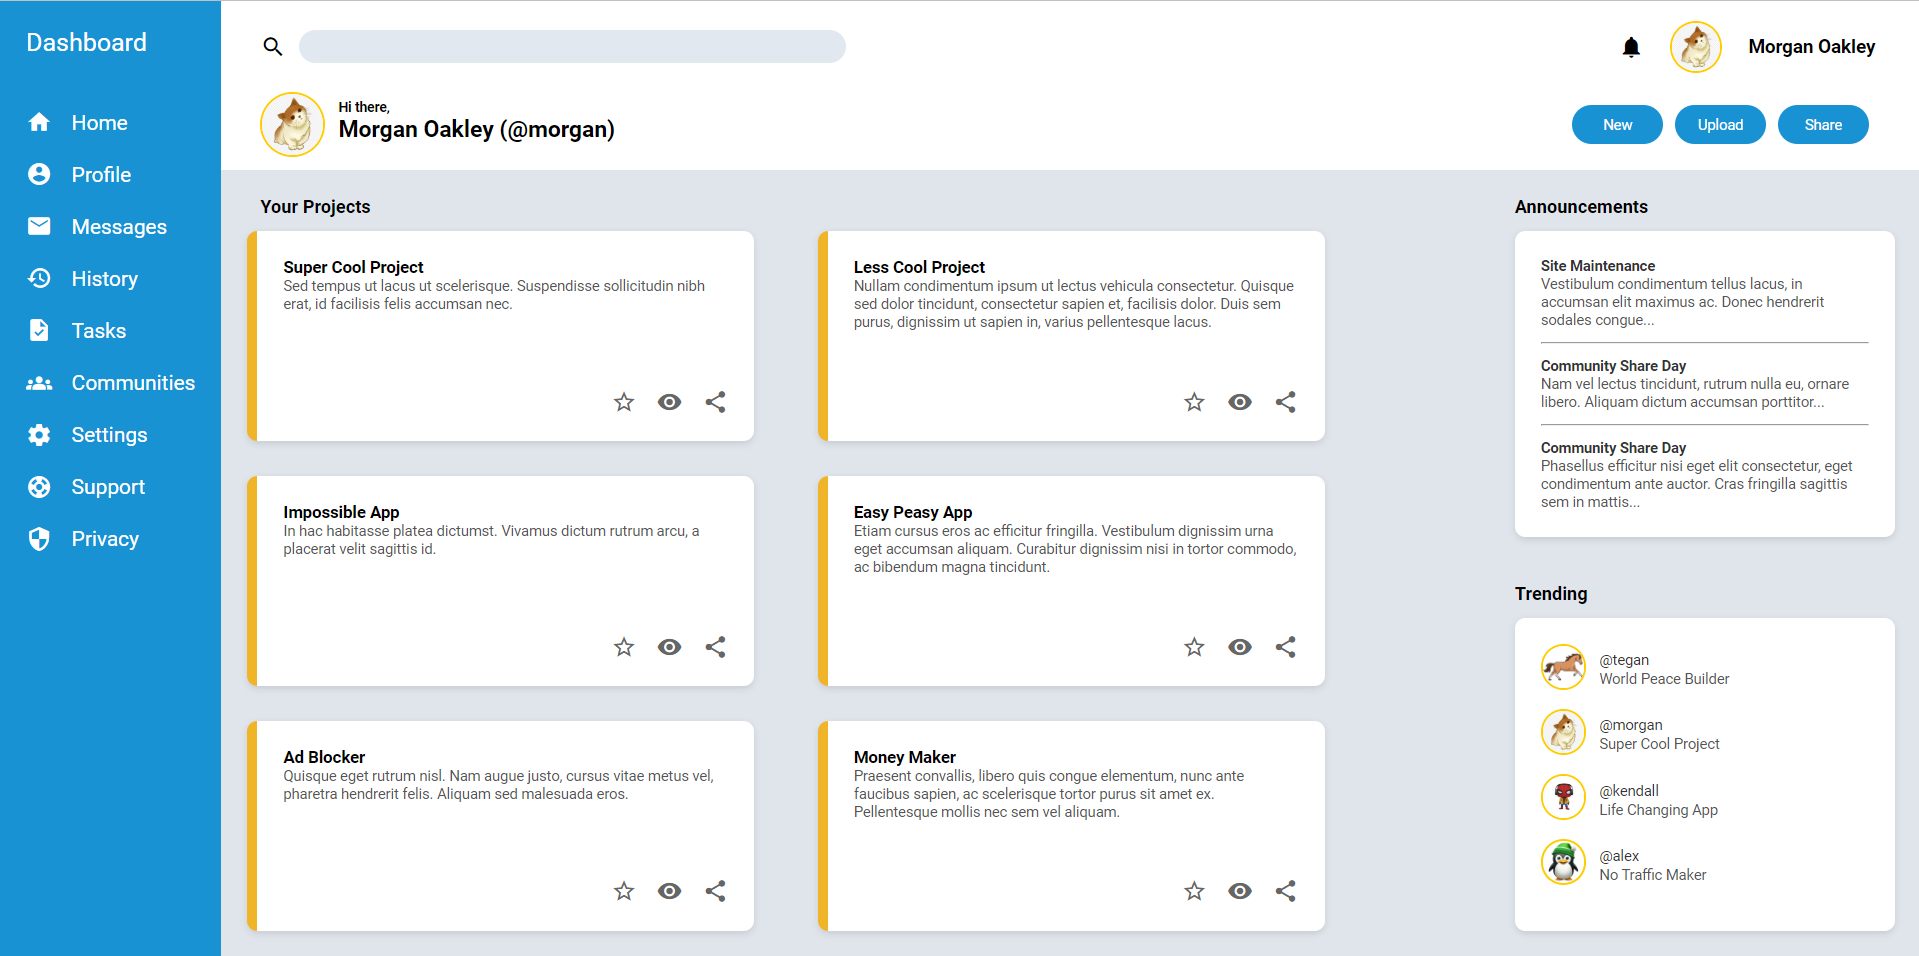 Dashboard
Home
Profile
Messages
History
Tasks
Communities
Settings
Support
Privacy
Morgan Oakley
Hi there,
Morgan Oakley (@morgan)
New
Upload
Share
Your Projects
Super Cool Project
Sed tempus ut lacus ut scelerisque. Suspendisse sollicitudin nibh
erat, id facilisis felis accumsan nec.
Less Cool Project
Nullam condimentum ipsum ut lectus vehicula consectetur. Quisque
sed dolor tincidunt, consectetur sapien et, facilisis dolor. Duis sem
purus, dignissim ut sapien in, varius pellentesque lacus.
Impossible App
In hac habitasse platea dictumst. Vivamus dictum rutrum arcu, a
placerat velit sagittis id.
Easy Peasy App
Etiam cursus eros ac efficitur fringilla. Vestibulum dignissim urna
eget accumsan aliquam. Curabitur dignissim nisi in tortor commodo,
ac bibendum magna tincidunt.
Ad Blocker
Quisque eget rutrum nisl. Nam augue justo, cursus vitae metus vel,
pharetra hendrerit felis. Aliquam sed malesuada eros.
Money Maker
Praesent convallis, libero quis congue elementum, nunc ante
faucibus sapien, ac scelerisque tortor purus sit amet ex.
Pellentesque mollis nec sem vel aliquam.
Announcements
Site Maintenance
Vestibulum condimentum tellus lacus, in
accumsan elit maximus ac. Donec hendrerit
sodales congue...
Community Share Day
Nam vel lectus tincidunt, rutrum nulla eu, ornare
libero. Aliquam dictum accumsan porttitor...
Community Share Day
Phasellus efficitur nisi eget elit consectetur, eget
condimentum ante auctor. Cras fringilla sagittis
sem in mattis...
Trending
@tegan
World Peace Builder
@morgan
Super Cool Project
@kendall
Life Changing App
@alex
No Traffic Maker